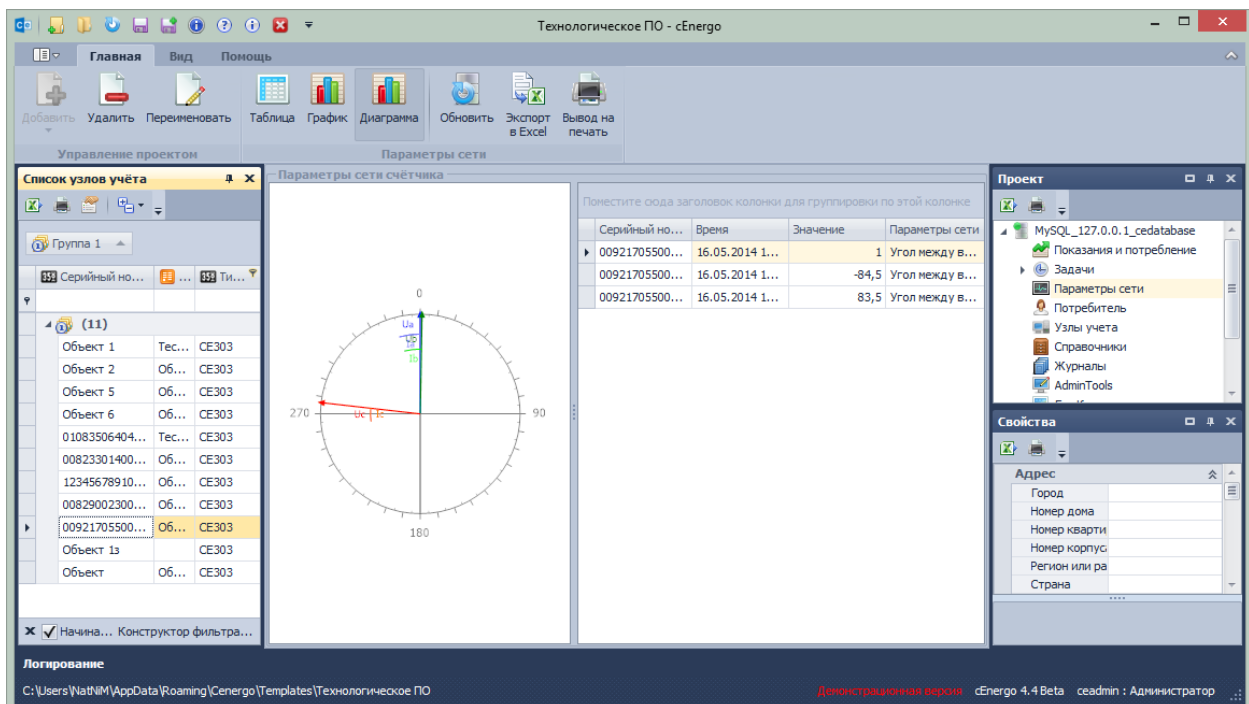 Технологическое ПО - cEnergo
Главная Вид Помощь
Добавить Удалить Переименовать Таблица График Диаграмма Обновить Экспорт в Excel Вывод на печать
Управление проектом Параметры сети
Список узлов учёта
Группа 1
Серийный но... ... Ти...
(11)
Объект 1 Тес... CE303
Объект 2 Об... CE303
Объект 5 Об... CE303
Объект 6 Об... CE303
01083506404... Тес... CE303
00823301400... Об... CE303
12345678910... Об... CE303
00829002300... Об... CE303
00921705500... Об... CE303
Объект 1з CE303
Объект Об... CE303
Начина... Конструктор фильтра...
Параметры сети счётчика
0
Ua
Ib
270 Uc Ic 90
180
Поместите сюда заголовок колонки для группировки по этой колонке
Серийный но... Время Значение Параметры сети
00921705500... 16.05.2014 1... 1 Угол между в...
00921705500... 16.05.2014 1... -84,5 Угол между в...
00921705500... 16.05.2014 1... 83,5 Угол между в...
Проект
MySQL_127.0.0.1_cedatabase
Показания и потребление
Задачи
Параметры сети
Потребитель
Узлы учета
Справочники
Журналы
AdminTools
Свойства
Адрес
Город
Номер дома
Номер кварти
Номер корпус
Регион или ра
Страна
Логирование
C:\Users\NatNiM\AppData\Roaming\Cenergo\Templates\Технологическое ПО
Демонстрационная версия cEnergo 4.4 Beta ceadmin : Администратор